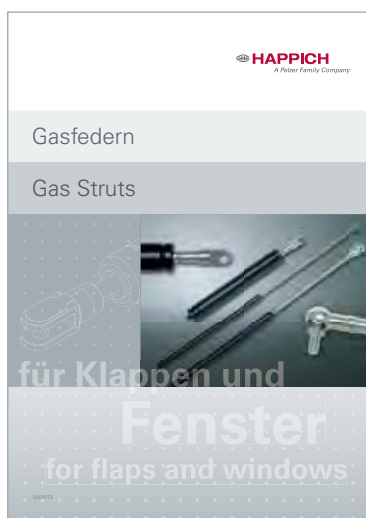 HAPPICH
A Pelzer Family Company
Gasfedern
Gas Struts
für Klappen und
Fenster
for flaps and windows